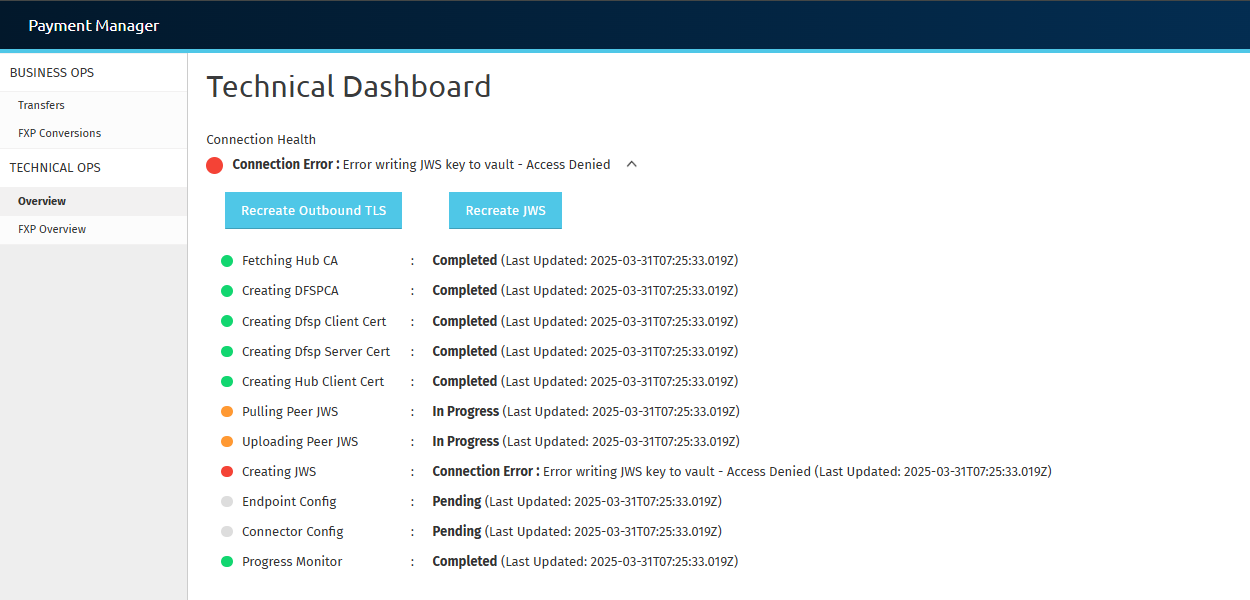 Payment Manager
BUSINESS OPS
Transfers
FXP Conversions
TECHNICAL OPS
Overview
FXP Overview
Technical Dashboard
Connection Health
Connection Error : Error writing JWS key to vault - Access Denied
Recreate Outbound TLS Recreate JWS
Fetching Hub CA : Completed (Last Updated: 2025-03-31T07:25:33.019Z)
Creating DFSPCA : Completed (Last Updated: 2025-03-31T07:25:33.019Z)
Creating Dfsp Client Cert : Completed (Last Updated: 2025-03-31T07:25:33.019Z)
Creating Dfsp Server Cert : Completed (Last Updated: 2025-03-31T07:25:33.019Z)
Creating Hub Client Cert : Completed (Last Updated: 2025-03-31T07:25:33.019Z)
Pulling Peer JWS : In Progress (Last Updated: 2025-03-31T07:25:33.019Z)
Uploading Peer JWS : In Progress (Last Updated: 2025-03-31T07:25:33.019Z)
Creating JWS : Connection Error : Error writing JWS key to vault - Access Denied (Last Updated: 2025-03-31T07:25:33.019Z)
Endpoint Config : Pending (Last Updated: 2025-03-31T07:25:33.019Z)
Connector Config : Pending (Last Updated: 2025-03-31T07:25:33.019Z)
Progress Monitor : Completed (Last Updated: 2025-03-31T07:25:33.019Z)